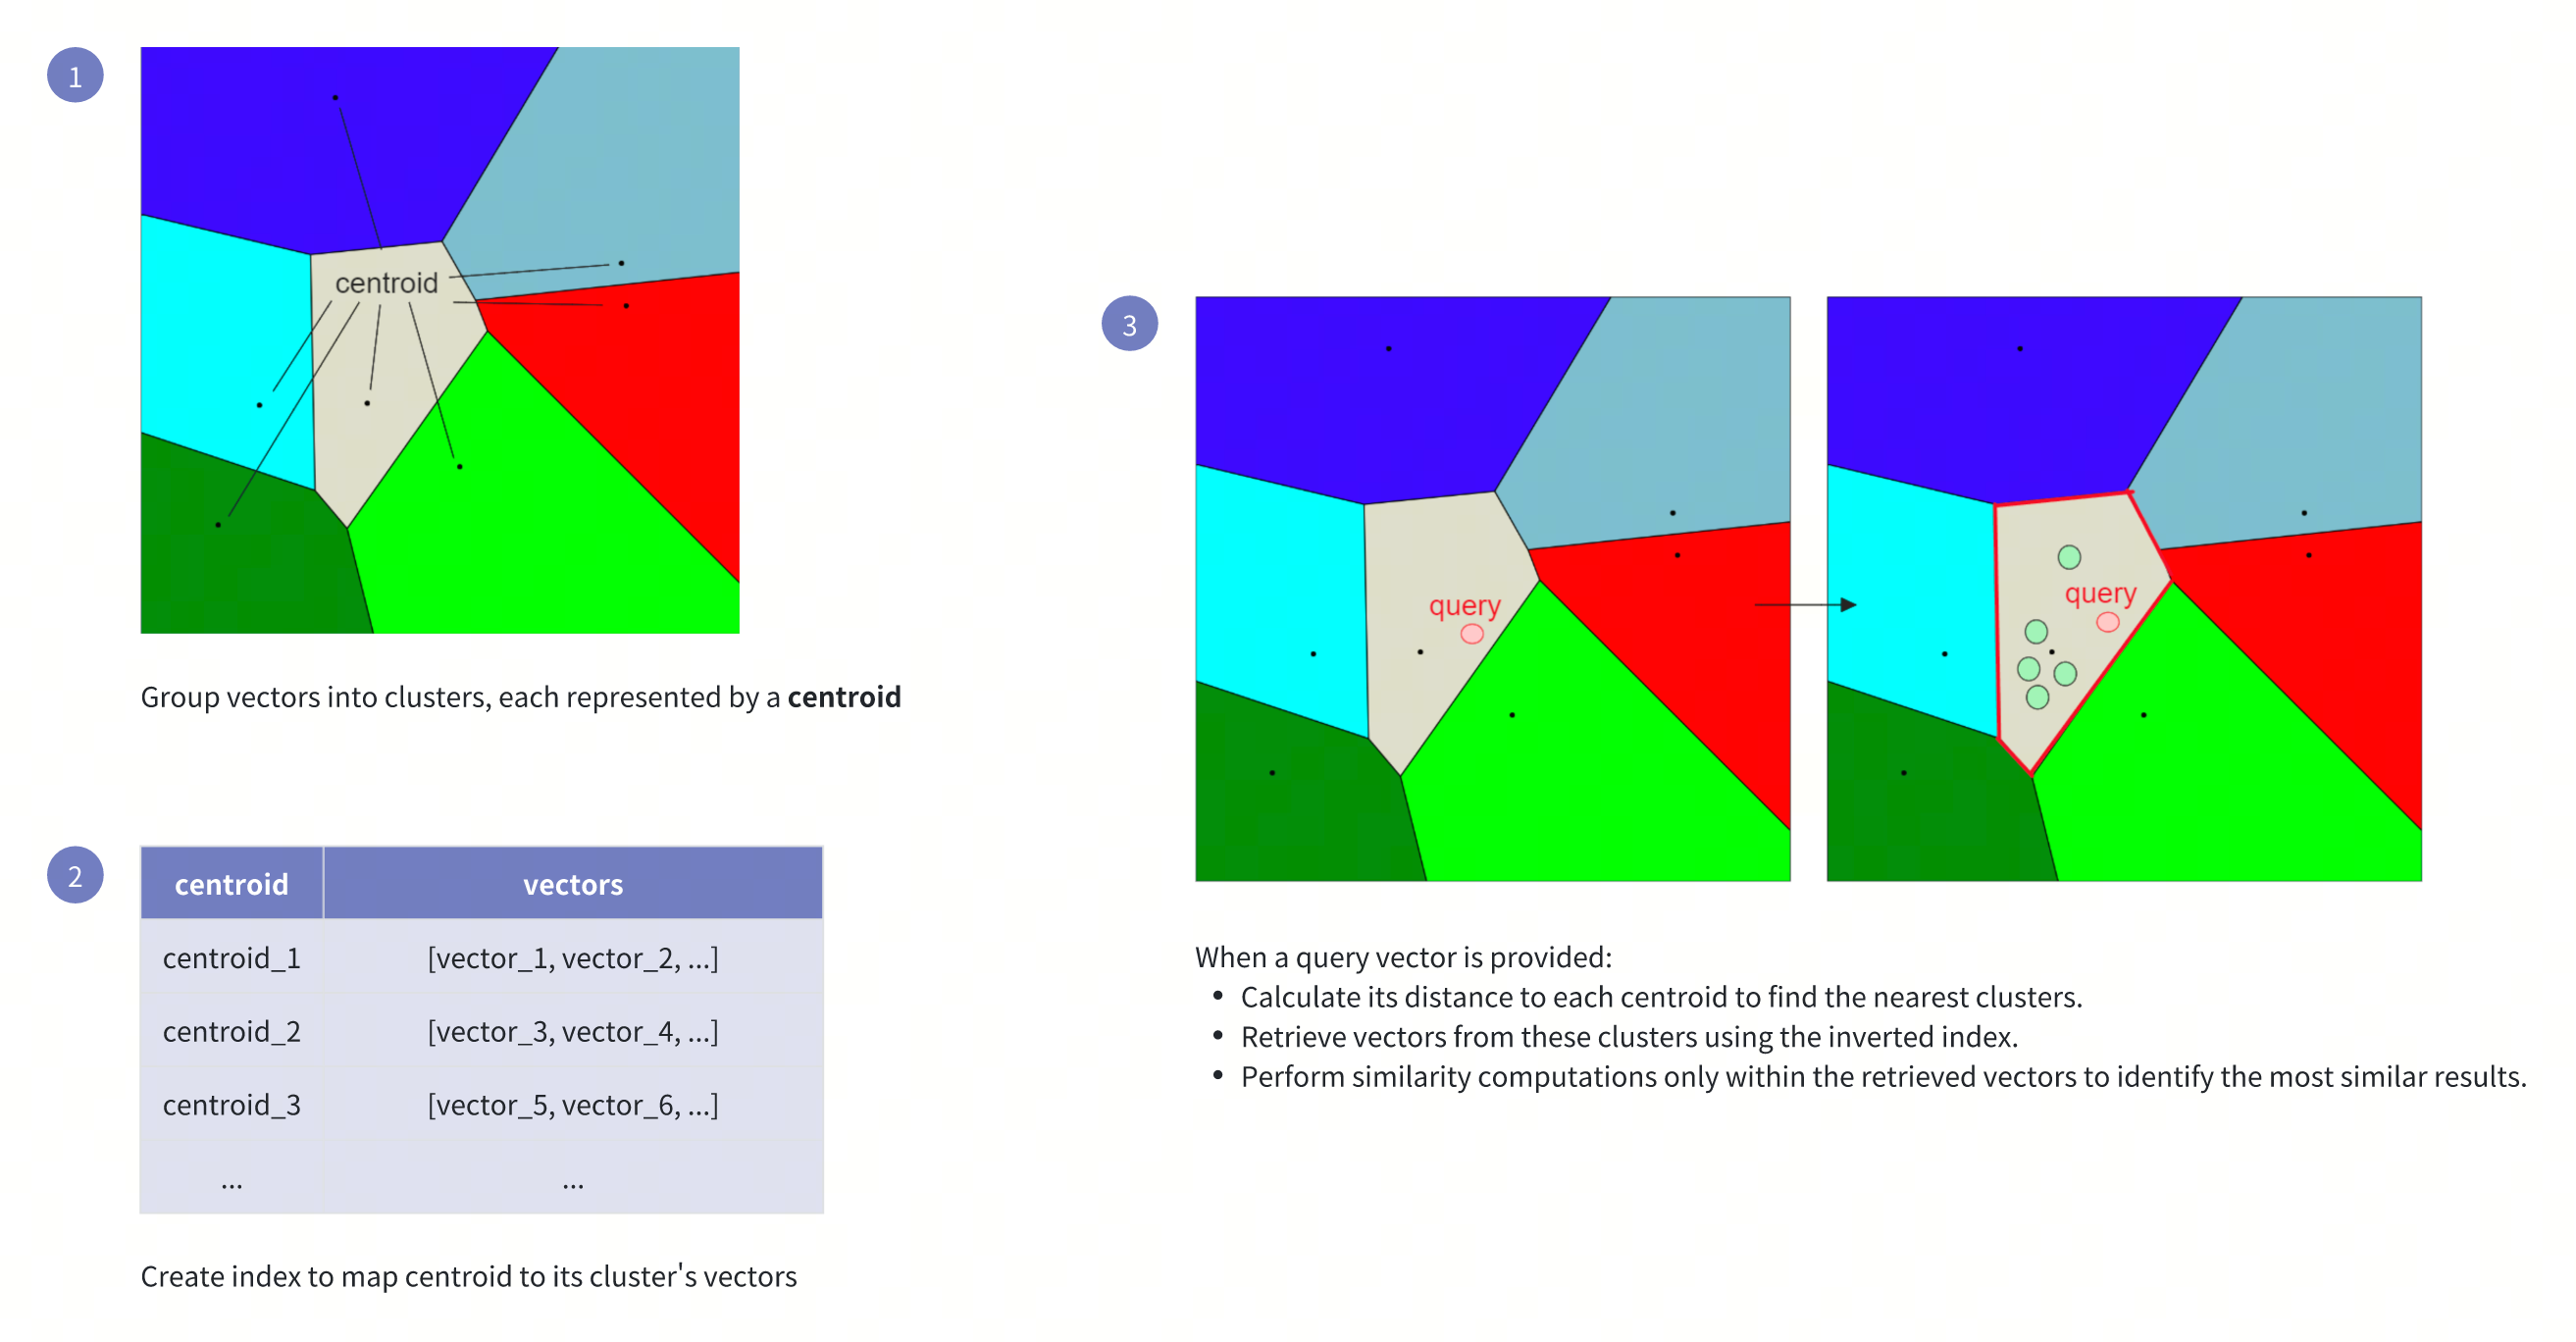 1
centroid
Group vectors into clusters, each represented by a centroid
2
centroid vectors
centroid_1 [vector_1, vector_2, ...]
centroid_2 [vector_3, vector_4, ...]
centroid_3 [vector_5, vector_6, ...]
... ...
Create index to map centroid to its cluster's vectors
3
query
query
When a query vector is provided:
• Calculate its distance to each centroid to find the nearest clusters.
• Retrieve vectors from these clusters using the inverted index.
• Perform similarity computations only within the retrieved vectors to identify the most similar results.